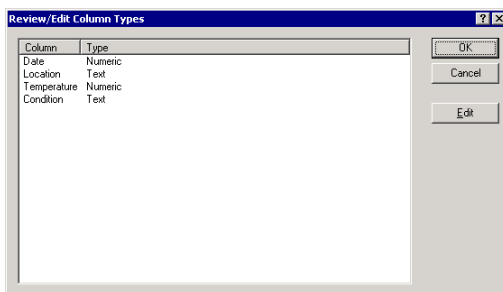 Review/Edit Column Types
Column Type
Date Numeric
Location Text
Temperature Numeric
Condition Text
OK
Cancel
Edit